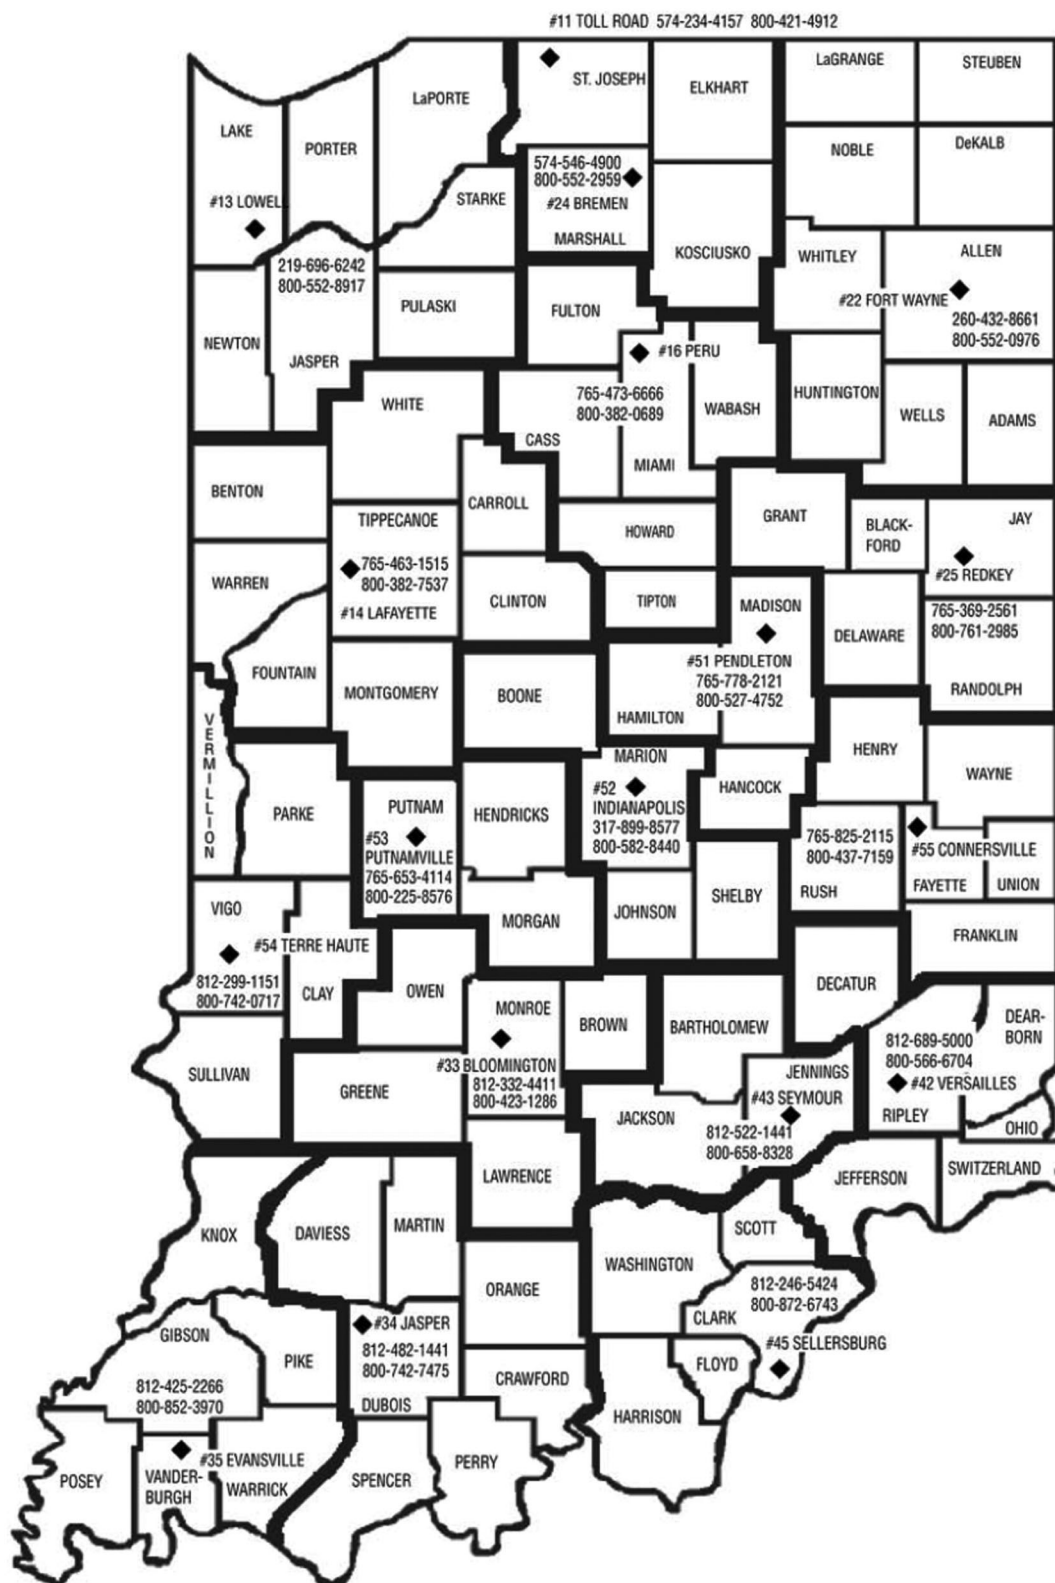 #11 TOLL ROAD 574-234-4157 800-421-4912
LaGRANGE
STEUBEN
ST. JOSEPH
ELKHART
LaPORTE
LAKE
PORTER
NOBLE
DeKALB
574-546-4900
800-552-2959
#24 BREMEN
MARSHALL
STARKE
#13 LOWELL
219-696-6242
800-552-8917
KOSCIUSKO
WHITLEY
ALLEN
#22 FORT WAYNE
260-432-8661
800-552-0976
PULASKI
FULTON
NEWTON
JASPER
#16 PERU
765-473-6666
800-382-0689
WABASH
HUNTINGTON
WELLS
ADAMS
WHITE
CASS
MIAMI
BENTON
CARROLL
TIPPECANOE
765-463-1515
800-382-7537
#14 LAFAYETTE
HOWARD
GRANT
BLACK-
FORD
JAY
#25 REDKEY
765-369-2561
800-761-2985
RANDOLPH
WARREN
CLINTON
TIPTON
MADISON
DELAWARE
#51 PENDLETON
765-778-2121
800-527-4752
FOUNTAIN
MONTGOMERY
BOONE
HAMILTON
VERMILLION
HENRY
WAYNE
MARION
#52
INDIANAPOLIS
317-899-8577
800-582-8440
HANCOCK
PARKE
PUTNAM
#53
PUTNAMVILLE
765-653-4114
800-225-8576
HENDRICKS
765-825-2115
800-437-7159
RUSH
#55 CONNERSVILLE
FAYETTE
UNION
VIGO
#54 TERRE HAUTE
812-299-1151
800-742-0717
CLAY
MORGAN
JOHNSON
SHELBY
FRANKLIN
OWEN
MONROE
#33 BLOOMINGTON
812-332-4411
800-423-1286
BROWN
BARTHOLOMEW
DECATUR
DEAR-
BORN
812-689-5000
800-566-6704
#42 VERSAILLES
RIPLEY
OHIO
SULLIVAN
GREENE
JENNINGS
#43 SEYMOUR
812-522-1441
800-658-8328
JACKSON
LAWRENCE
JEFFERSON
SWITZERLAND
KNOX
DAVIESS
MARTIN
SCOTT
WASHINGTON
ORANGE
812-246-5424
800-872-6743
CLARK
#45 SELLERSBURG
GIBSON
PIKE
#34 JASPER
812-482-1441
800-742-7475
DUBOIS
CRAWFORD
FLOYD
HARRISON
812-425-2266
800-852-3970
#35 EVANSVILLE
POSEY
VANDER-
BURGH
WARRICK
SPENCER
PERRY